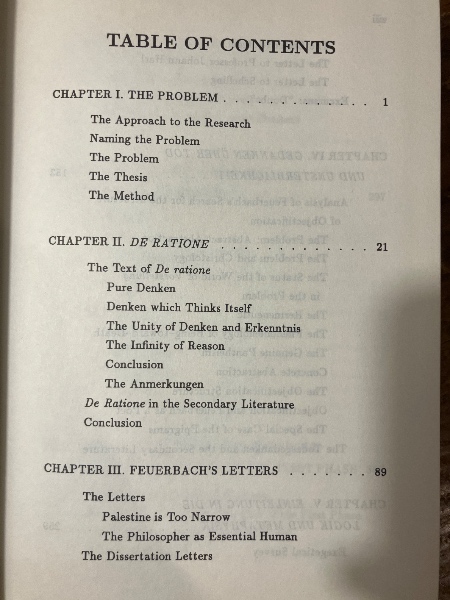 TABLE OF CONTENTS
CHAPTER I. THE PROBLEM . . . . . . . . . . . . 1
The Approach to the Research
Naming the Problem
The Problem
The Thesis
The Method
CHAPTER II. DE RATIONE . . . . . . . . . . . . . 21
The Text of De ratione
Pure Denken
Denken which Thinks Itself
The Unity of Denken and Erkenntnis
The Infinity of Reason
Conclusion
The Anmerkungen
De Ratione in the Secondary Literature
Conclusion
CHAPTER III. FEUERBACH'S LETTERS . . . . . . . 89
The Letters
Palestine is Too Narrow
The Philosopher as Essential Human
The Dissertation Letters